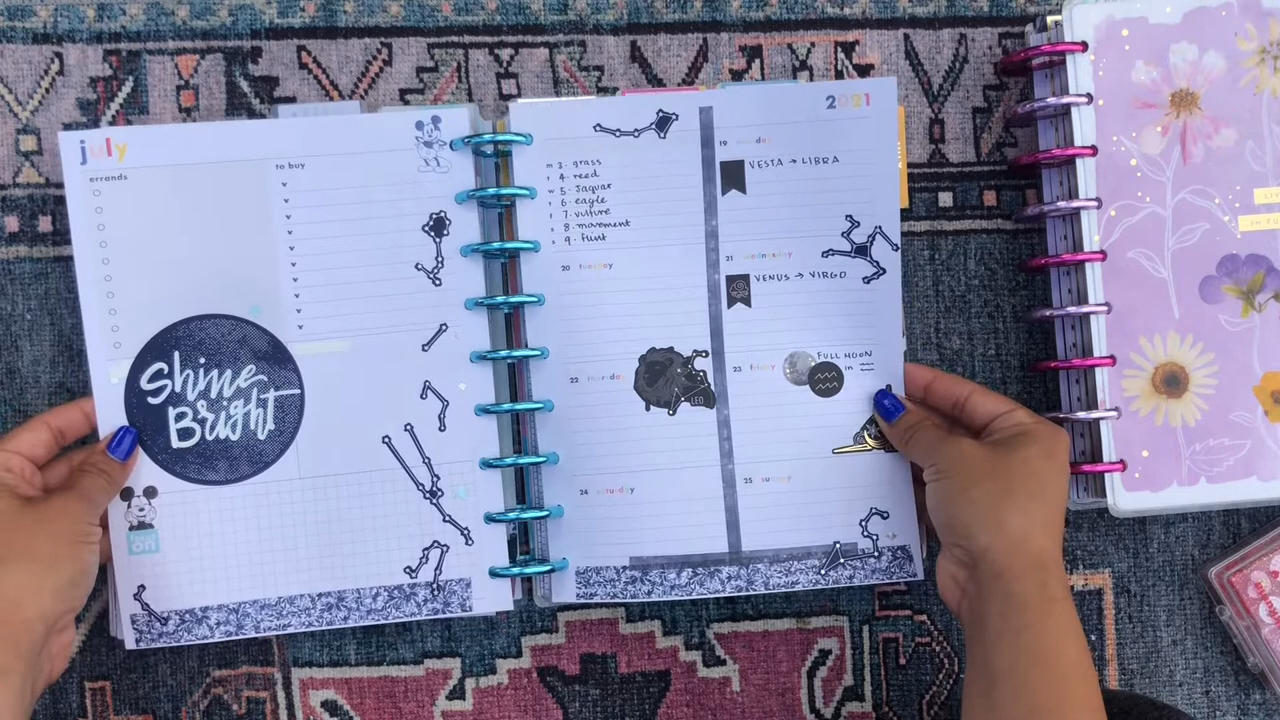 july
errands
to buy
Shine
Bright
focus
on
2021
m 3. grass
t 4. reed
w 5. Jaguar
t 6. eagle
f 7. vulture
s 8. movement
s 9. flint
19 monday
VESTA → LIBRA
20 tuesday
21 wednesday
VENUS → VIRGO
22 thursday
LEO
23 friday
FULL MOON
in ♒
24 saturday
25 sunday